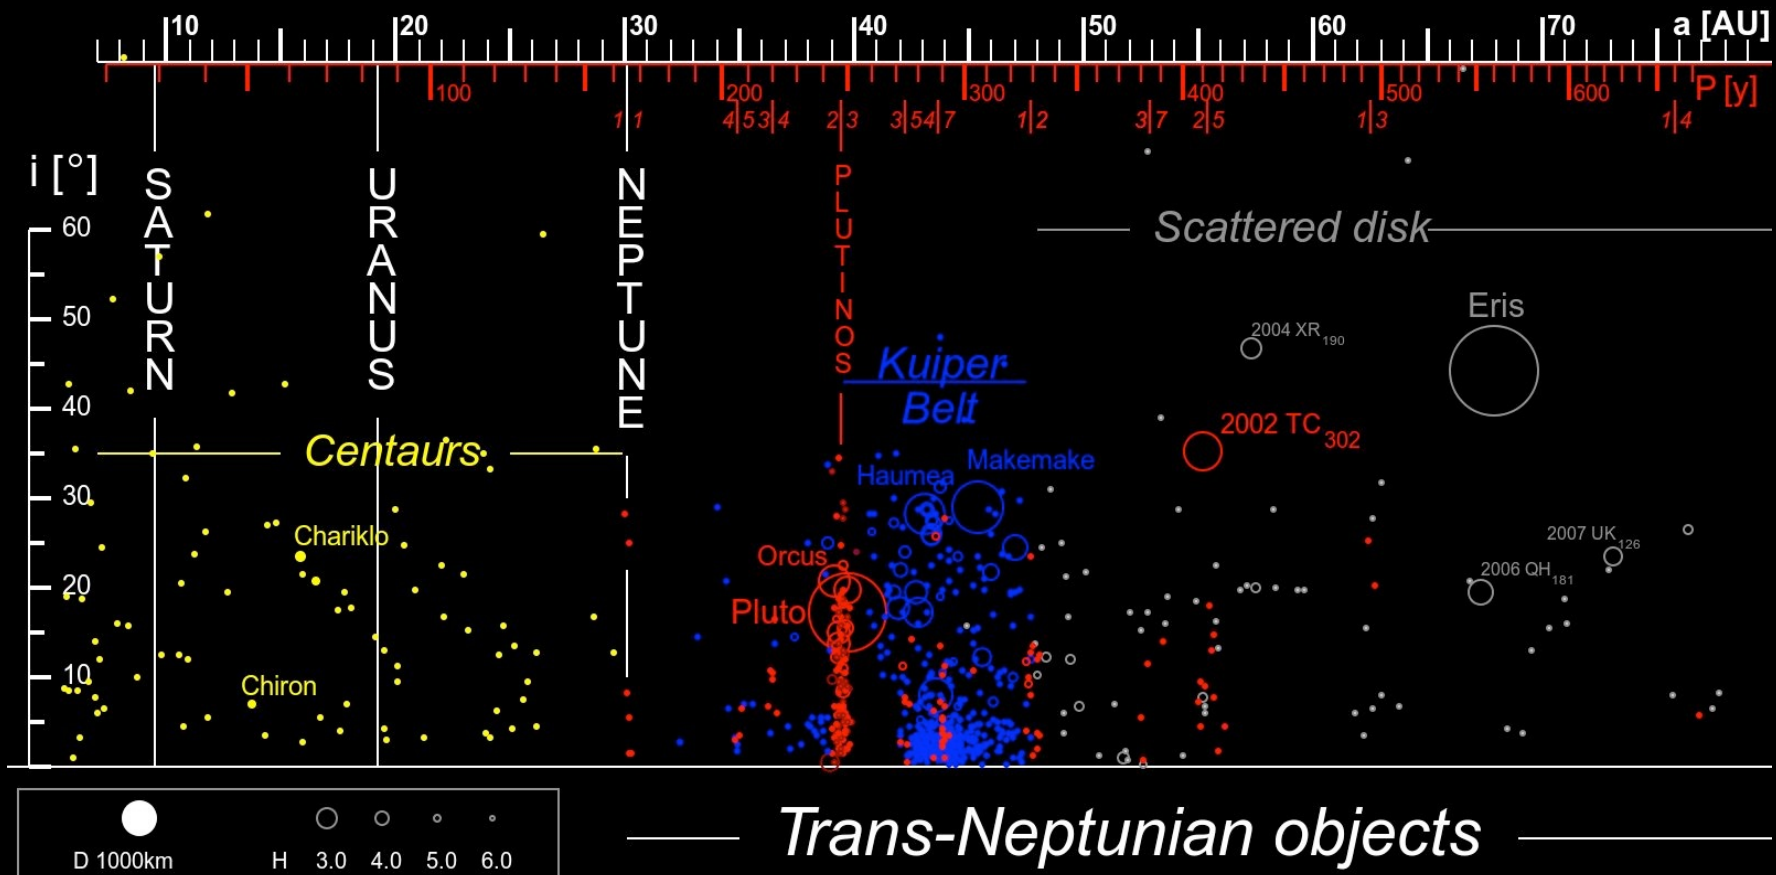 10 20 30 40 50 60 70 a [AU]
100 200 300 400 500 600 P [y]
1|1 4|5 3|4 2|3 3|5 4|7 1|2 3|7 2|5 1|3 1|4
i [°]
SATURN
URANUS
NEPTUNE
PLUTINOS
60
50
40
30
20
10
Scattered disk
Eris
2004 XR190
Kuiper
Belt
2002 TC302
Centaurs
Haumea
Makemake
Chariklo
Orcus
2007 UK126
2006 QH181
Pluto
Chiron
D 1000km H 3.0 4.0 5.0 6.0
Trans-Neptunian objects